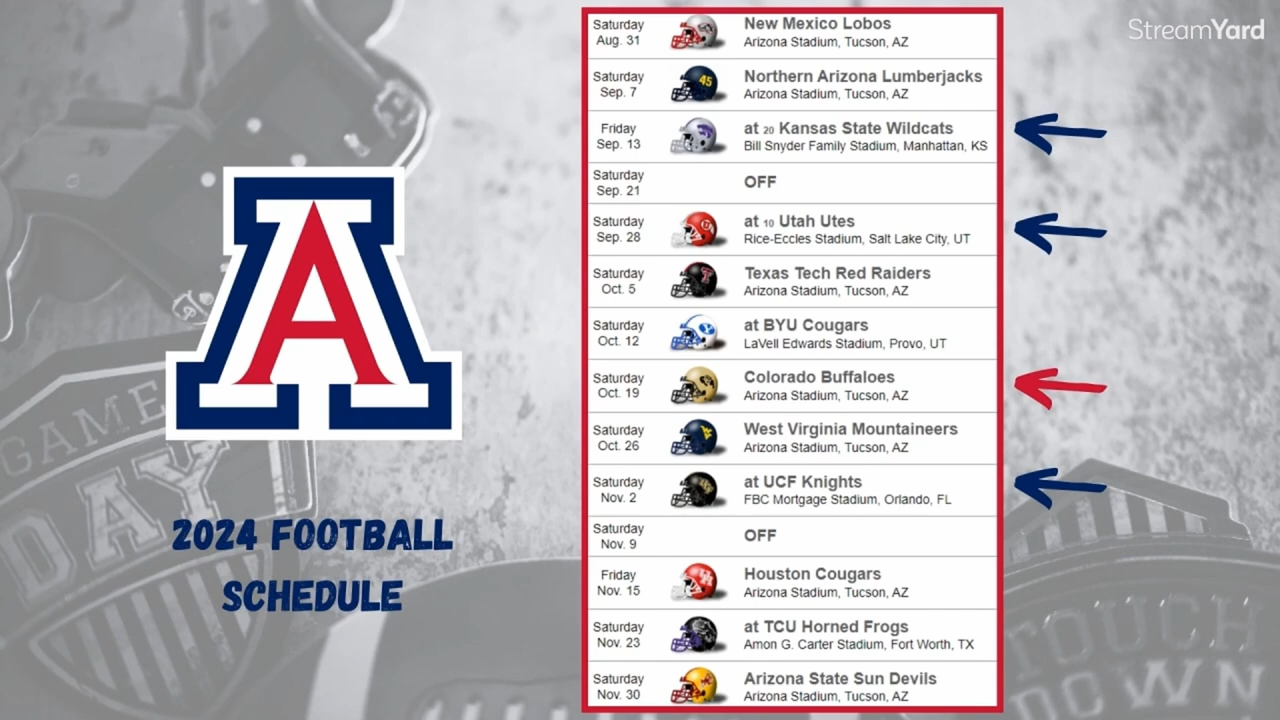 StreamYard
GAME
DAY
A
2024 FOOTBALL
SCHEDULE
Saturday
Aug. 31
New Mexico Lobos
Arizona Stadium, Tucson, AZ
Saturday
Sep. 7
45
Northern Arizona Lumberjacks
Arizona Stadium, Tucson, AZ
Friday
Sep. 13
at 20 Kansas State Wildcats
Bill Snyder Family Stadium, Manhattan, KS
Saturday
Sep. 21
OFF
Saturday
Sep. 28
at 10 Utah Utes
Rice-Eccles Stadium, Salt Lake City, UT
Saturday
Oct. 5
Texas Tech Red Raiders
Arizona Stadium, Tucson, AZ
Saturday
Oct. 12
at BYU Cougars
LaVell Edwards Stadium, Provo, UT
Saturday
Oct. 19
Colorado Buffaloes
Arizona Stadium, Tucson, AZ
Saturday
Oct. 26
West Virginia Mountaineers
Arizona Stadium, Tucson, AZ
Saturday
Nov. 2
at UCF Knights
FBC Mortgage Stadium, Orlando, FL
Saturday
Nov. 9
OFF
Friday
Nov. 15
Houston Cougars
Arizona Stadium, Tucson, AZ
Saturday
Nov. 23
at TCU Horned Frogs
Amon G. Carter Stadium, Fort Worth, TX
Saturday
Nov. 30
Arizona State Sun Devils
Arizona Stadium, Tucson, AZ
TOUCH
DOWN